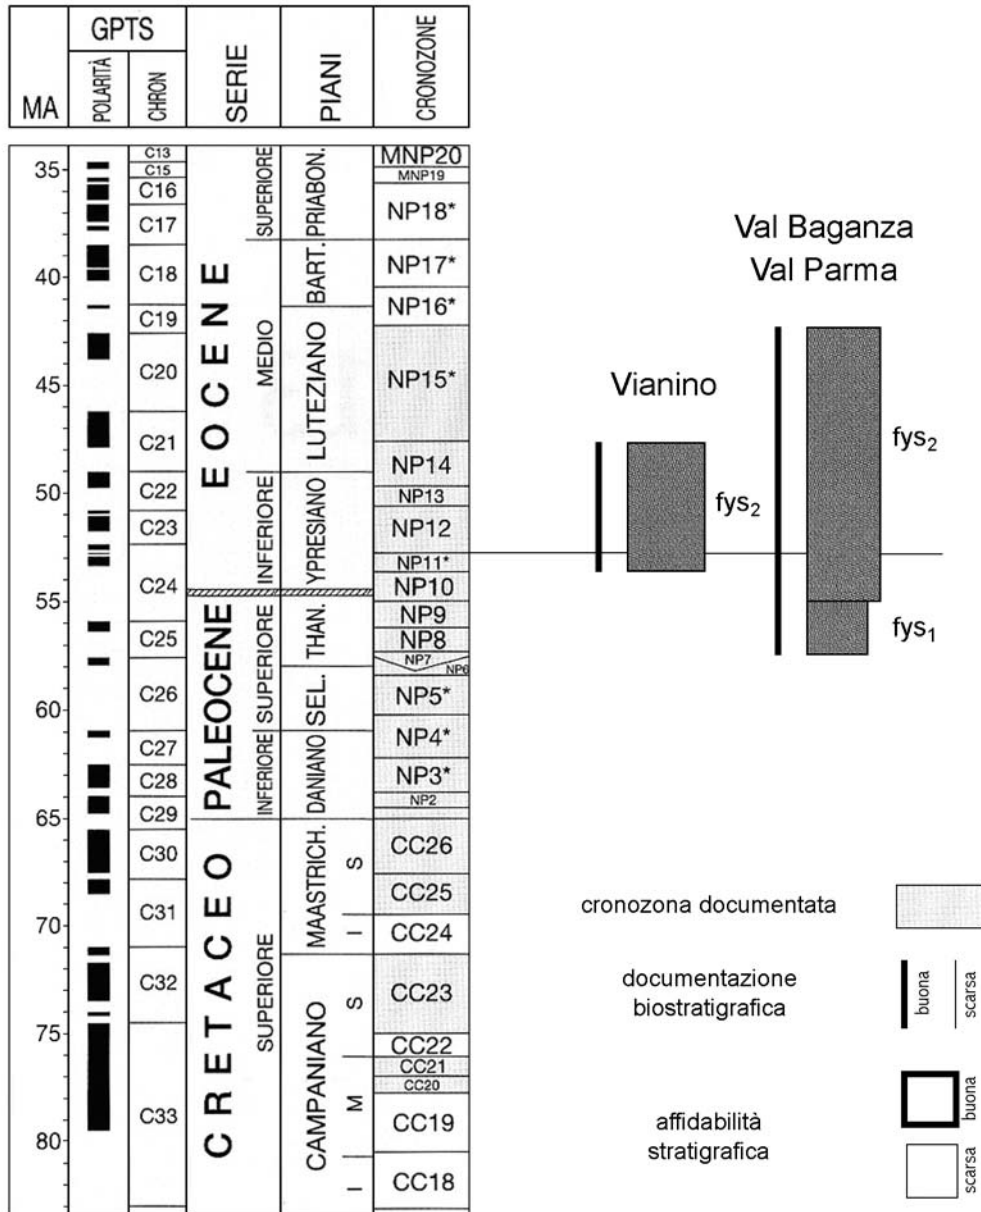 GPTS
MA
POLARITÀ
CHRON
SERIE
PIANI
CRONOZONE
35
40
45
50
55
60
65
70
75
80
C13
C15
C16
C17
C18
C19
C20
C21
C22
C23
C24
C25
C26
C27
C28
C29
C30
C31
C32
C33
EOCENE
PALEOCENE
CRETACEO
SUPERIORE
MEDIO
INFERIORE
SUPERIORE
INFERIORE
SUPERIORE
PRIABON.
BART.
LUTEZIANO
YPRESIANO
THAN.
SEL.
DANIANO
MAASTRICH.
S
I
CAMPANIANO
S
M
I
MNP20
MNP19
NP18*
NP17*
NP16*
NP15*
NP14
NP13
NP12
NP11*
NP10
NP9
NP8
NP7
NP6
NP5*
NP4*
NP3*
NP2
CC26
CC25
CC24
CC23
CC22
CC21
CC20
CC19
CC18
Vianino
fys2
Val Baganza
Val Parma
fys2
fys1
cronozona documentata
documentazione
biostratigrafica
buona
scarsa
affidabilità
stratigrafica
buona
scarsa